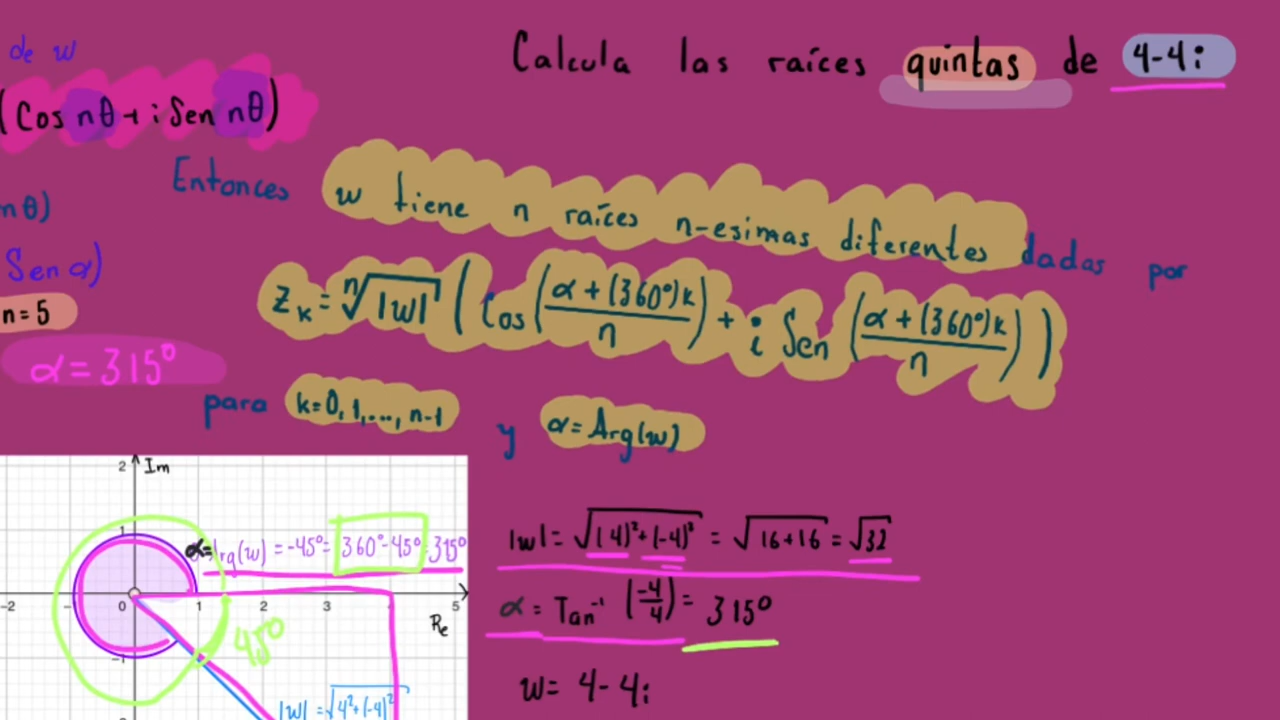 de w
(Cos nθ + i Sen nθ)
nθ)
Sen α)
n = 5
α = 315°
Calcula las raíces quintas de 4-4i
Entonces w tiene n raíces n-esimas diferentes dadas por
z_k = ⁿ√|w| (Cos((α + (360°)k)/n) + i Sen((α + (360°)k)/n))
para k=0, 1, ..., n-1 y α = Arg(w)
2 Im
1
α= Arg(w) = -45° = 360°-45° = 315°
-2 0 1 2 3 5
Re
45°
-1
|w| = √4²+(-4)²
|w| = √(4)²+(-4)² = √16+16 = √32
α = Tan⁻¹ (-4/4) = 315°
w = 4-4i